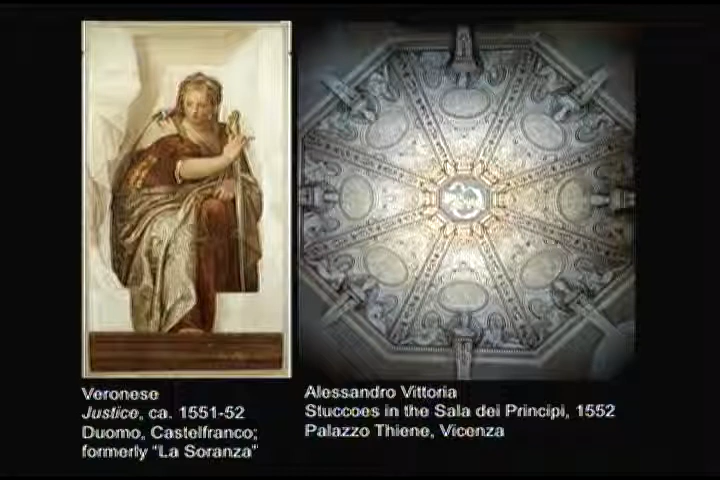 Veronese
Justice, ca. 1551-52
Duomo, Castelfranco;
formerly "La Soranza"
Alessandro Vittoria
Stuccoes in the Sala dei Principi, 1552
Palazzo Thiene, Vicenza